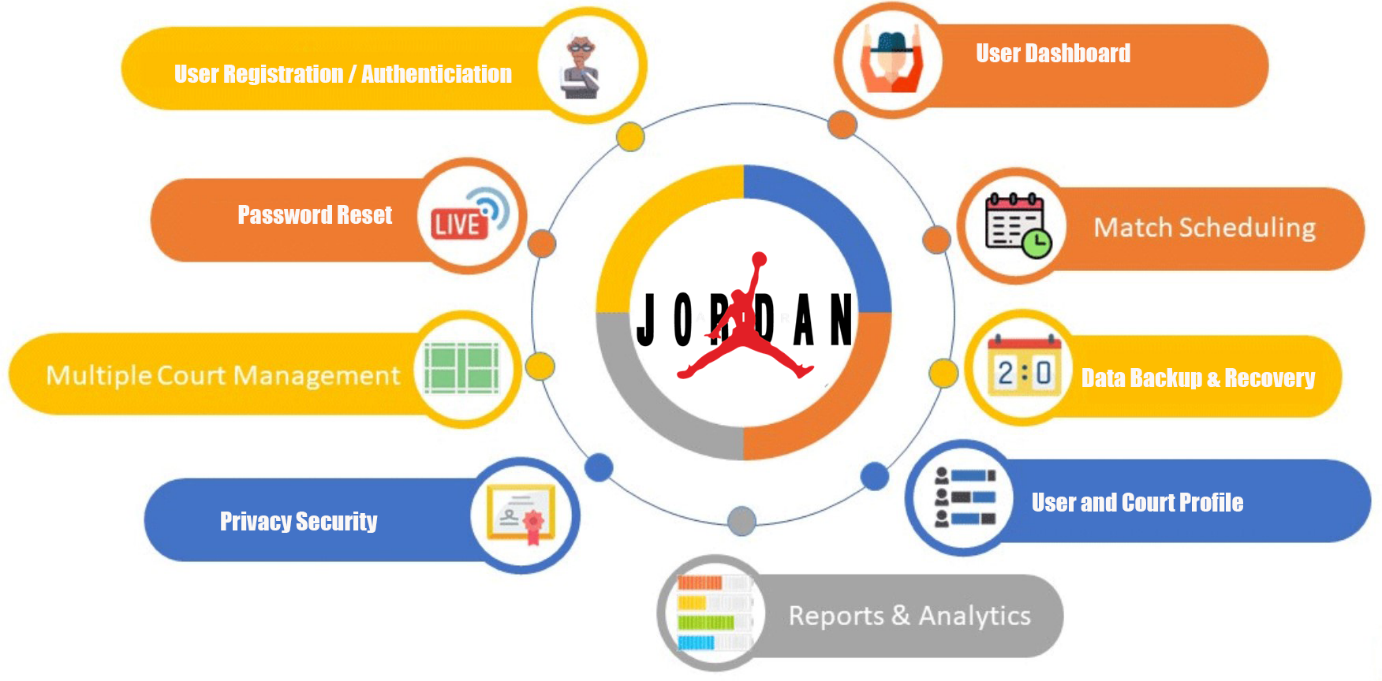 User Registration / Authenticiation
User Dashboard
Password Reset
LIVE
Match Scheduling
Multiple Court Management
JORDAN
2:0
Data Backup & Recovery
Privacy Security
User and Court Profile
Reports & Analytics